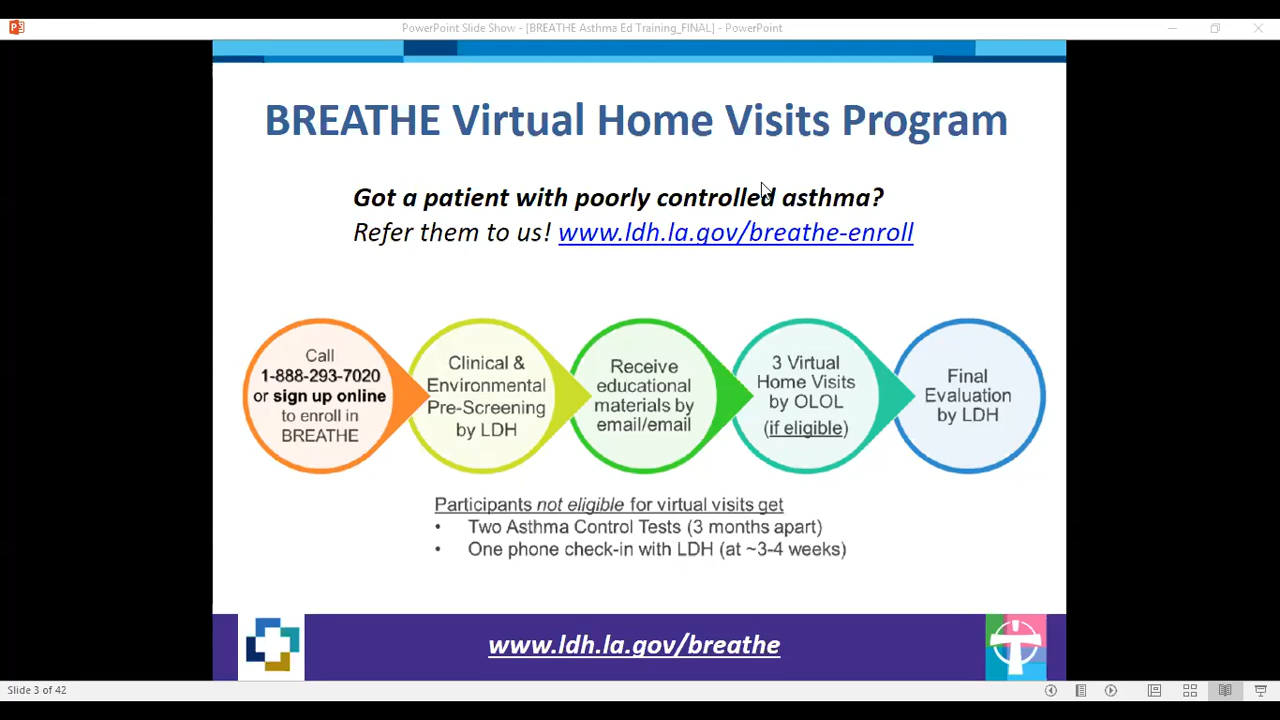 PowerPoint Slide Show - [BREATHE Asthma Ed Training_FINAL] - PowerPoint
BREATHE Virtual Home Visits Program
Got a patient with poorly controlled asthma?
Refer them to us! www.ldh.la.gov/breathe-enroll
Call
1-888-293-7020
or sign up online
to enroll in
BREATHE
Clinical &
Environmental
Pre-Screening
by LDH
Receive
educational
materials by
email/email
3 Virtual
Home Visits
by OLOL
(if eligible)
Final
Evaluation
by LDH
Participants not eligible for virtual visits get
• Two Asthma Control Tests (3 months apart)
• One phone check-in with LDH (at ~3-4 weeks)
www.ldh.la.gov/breathe
Slide 3 of 42